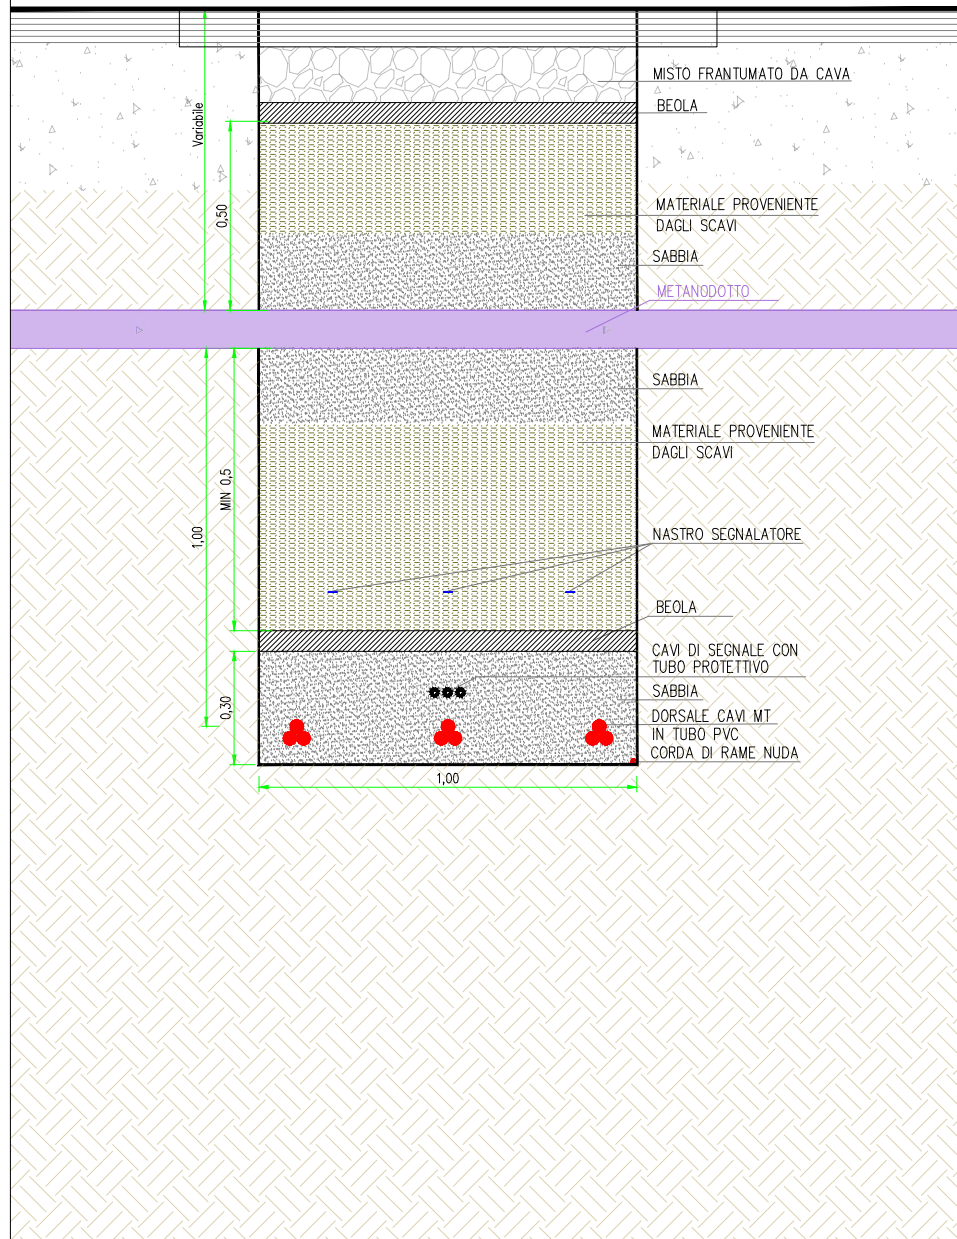 MISTO FRANTUMATO DA CAVA
BEOLA
Variabile
0,50
MATERIALE PROVENIENTE
DAGLI SCAVI
SABBIA
METANODOTTO
SABBIA
MATERIALE PROVENIENTE
DAGLI SCAVI
MIN 0,5
1,00
NASTRO SEGNALATORE
BEOLA
CAVI DI SEGNALE CON
TUBO PROTETTIVO
SABBIA
0,30
DORSALE CAVI MT
IN TUBO PVC
CORDA DI RAME NUDA
1,00